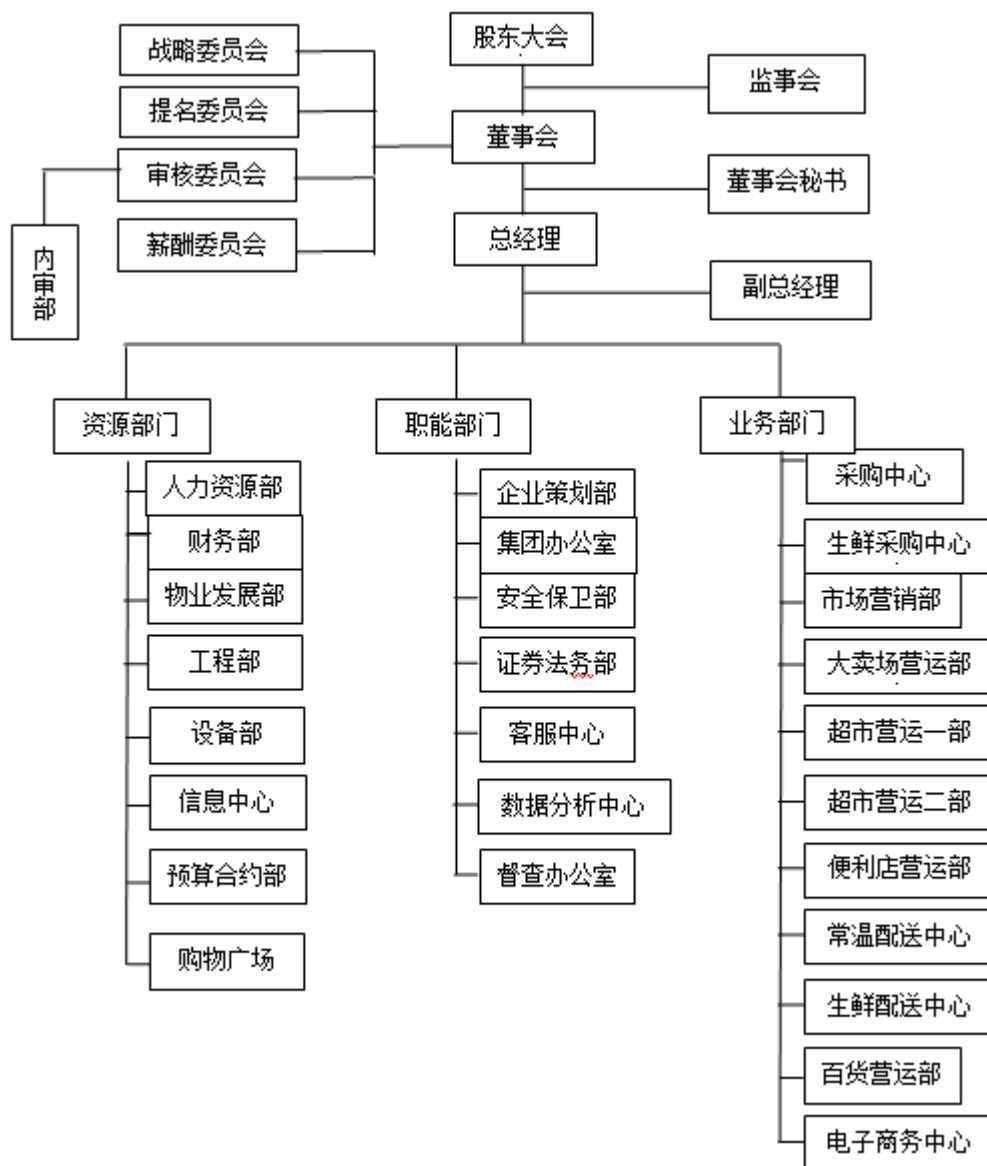 股东大会
战略委员会
监事会
提名委员会
董事会
审核委员会
董事会秘书
薪酬委员会
总经理
内审部
副总经理
资源部门
职能部门
业务部门
人力资源部
财务部
物业发展部
工程部
设备部
信息中心
预算合约部
购物广场
企业策划部
集团办公室
安全保卫部
证券法务部
客服中心
数据分析中心
督查办公室
采购中心
生鲜采购中心
市场营销部
大卖场营运部
超市营运一部
超市营运二部
便利店营运部
常温配送中心
生鲜配送中心
百货营运部
电子商务中心